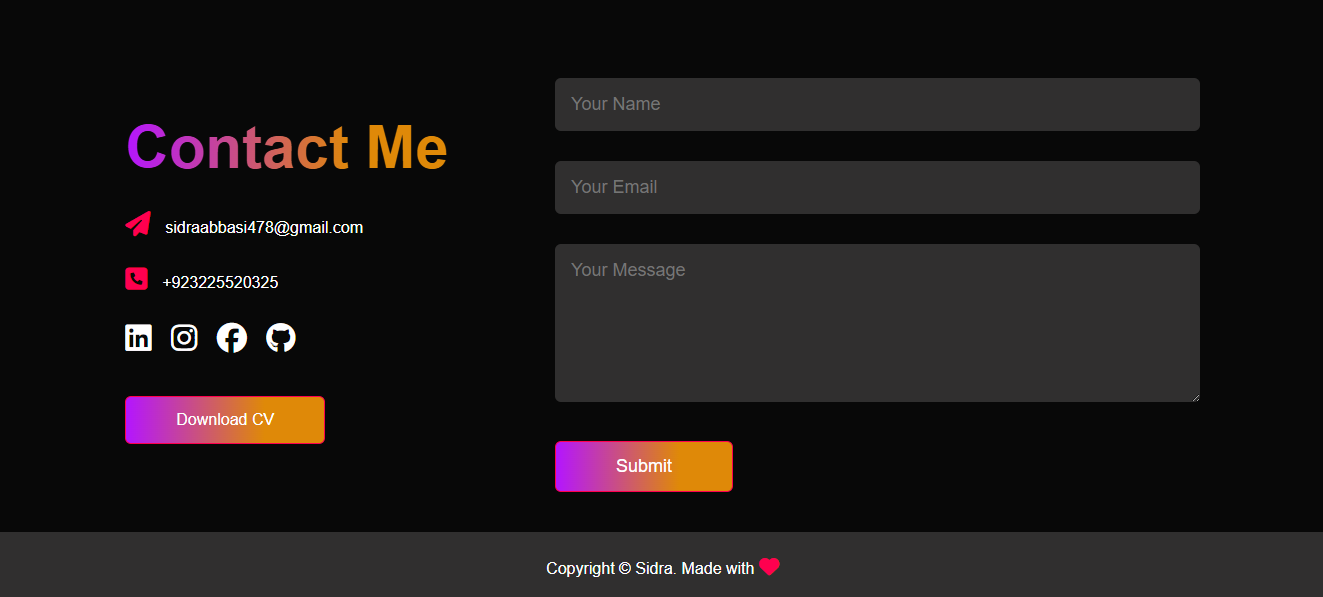 Contact Me
sidraabbasi478@gmail.com
+923225520325
in
Download CV
Your Name
Your Email
Your Message
Submit
Copyright © Sidra. Made with